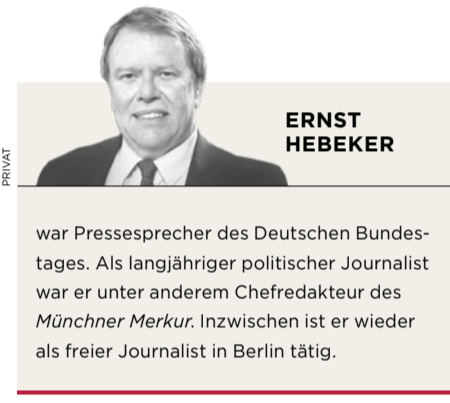 PRIVAT
ERNST
HEBEKER
war Pressesprecher des Deutschen Bundes-
tages. Als langjähriger politischer Journalist
war er unter anderem Chefredakteur des
Münchner Merkur. Inzwischen ist er wieder
als freier Journalist in Berlin tätig.